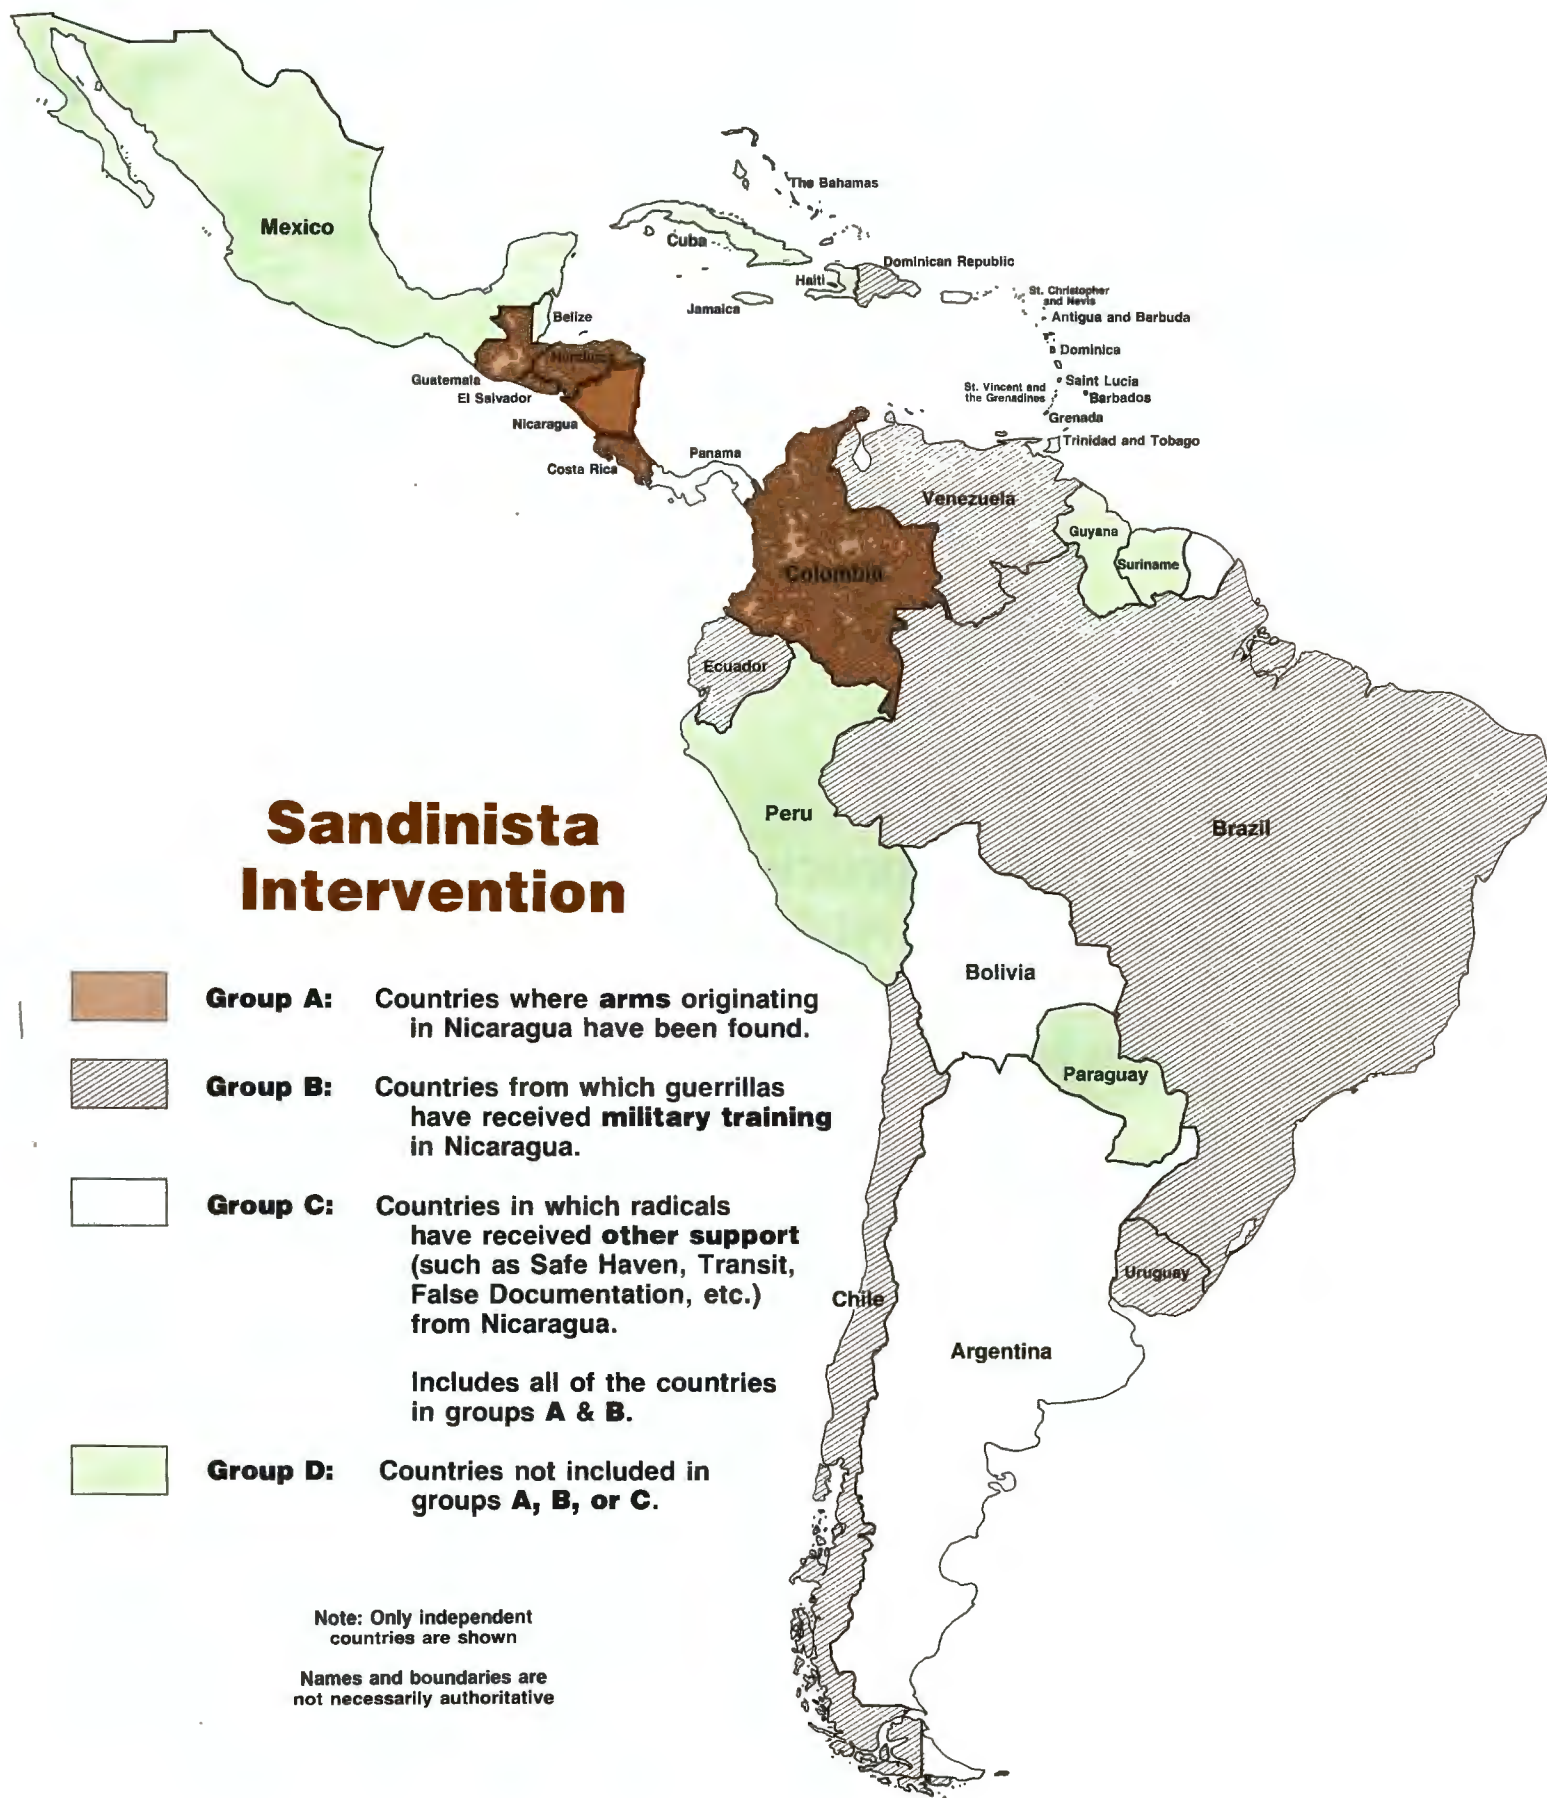 The Bahamas
Mexico
Cuba
Dominican Republic
Haiti
Jamaica
St. Christopher
and Nevis
Antigua and Barbuda
Belize
Dominica
Honduras
Guatemala
El Salvador
Saint Lucia
St. Vincent and
the Grenadines
Barbados
Nicaragua
Grenada
Trinidad and Tobago
Costa Rica
Panama
Venezuela
Guyana
Suriname
Colombia
Ecuador
Peru
Brazil
Sandinista
Intervention
Bolivia
Group A: Countries where arms originating
in Nicaragua have been found.
Paraguay
Group B: Countries from which guerrillas
have received military training
in Nicaragua.
Group C: Countries in which radicals
have received other support
(such as Safe Haven, Transit,
False Documentation, etc.)
from Nicaragua.
Uruguay
Chile
Argentina
Includes all of the countries
in groups A & B.
Group D: Countries not included in
groups A, B, or C.
Note: Only independent
countries are shown
Names and boundaries are
not necessarily authoritative